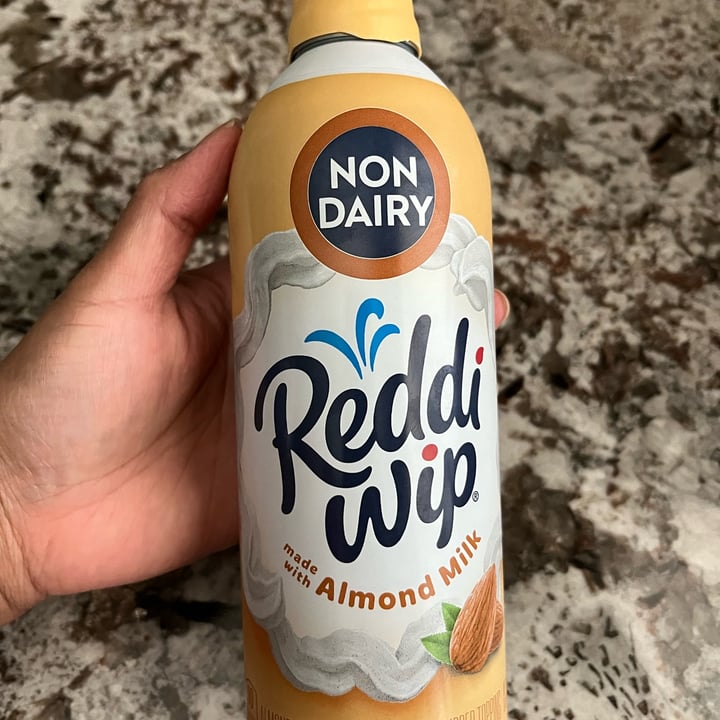 NON
DAIRY
Reddi
wip®
made
with Almond Milk